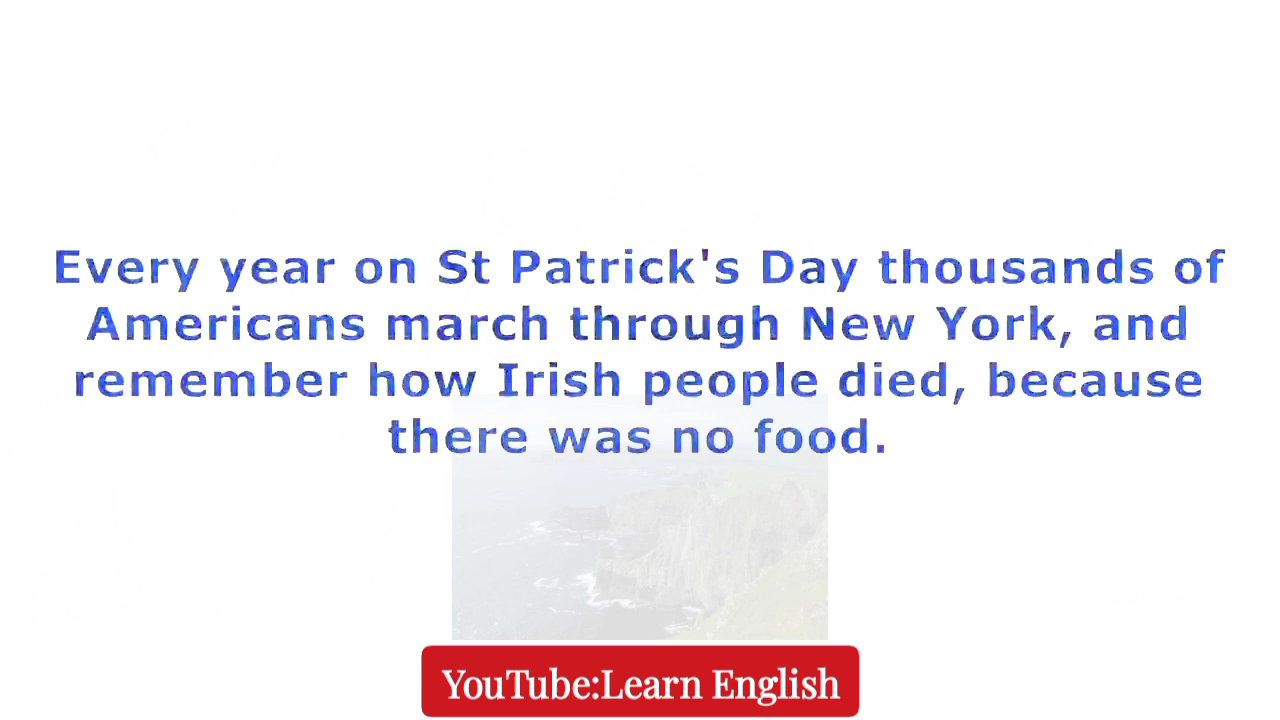 Every year on St Patrick's Day thousands of
Americans march through New York, and
remember how Irish people died, because
there was no food.
YouTube:Learn English